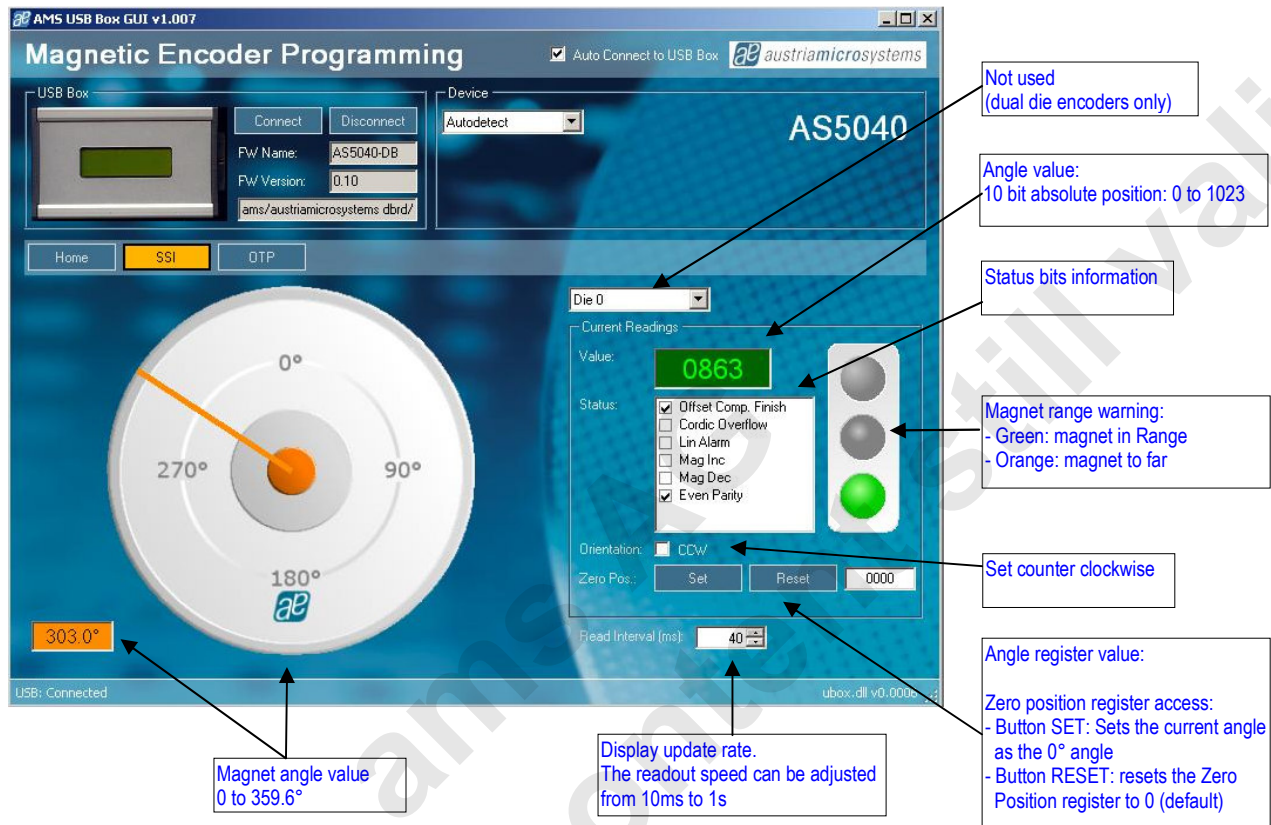 AMS USB Box GUI v1.007
Magnetic Encoder Programming
Auto Connect to USB Box
austriamicrosystems
USB Box
Connect
Disconnect
FW Name:
AS5040-DB
FW Version:
0.10
ams/austriamicrosystems dbrd/
Device
Autodetect
AS5040
Home
SSI
OTP
0°
90°
180°
270°
303.0°
Die 0
Current Readings
Value:
0863
Status:
Offset Comp. Finish
Cordic Overflow
Lin Alarm
Mag Inc
Mag Dec
Even Parity
Orientation:
CCW
Zero Pos.:
Set
Reset
0000
Read Interval (ms):
40
USB: Connected
ubox.dll v0.0006
Not used
(dual die encoders only)
Angle value:
10 bit absolute position: 0 to 1023
Status bits information
Magnet range warning:
- Green: magnet in Range
- Orange: magnet to far
Set counter clockwise
Angle register value:
Zero position register access:
- Button SET: Sets the current angle
as the 0° angle
- Button RESET: resets the Zero
Position register to 0 (default)
Magnet angle value
0 to 359.6°
Display update rate.
The readout speed can be adjusted
from 10ms to 1s
ams AG
still vali